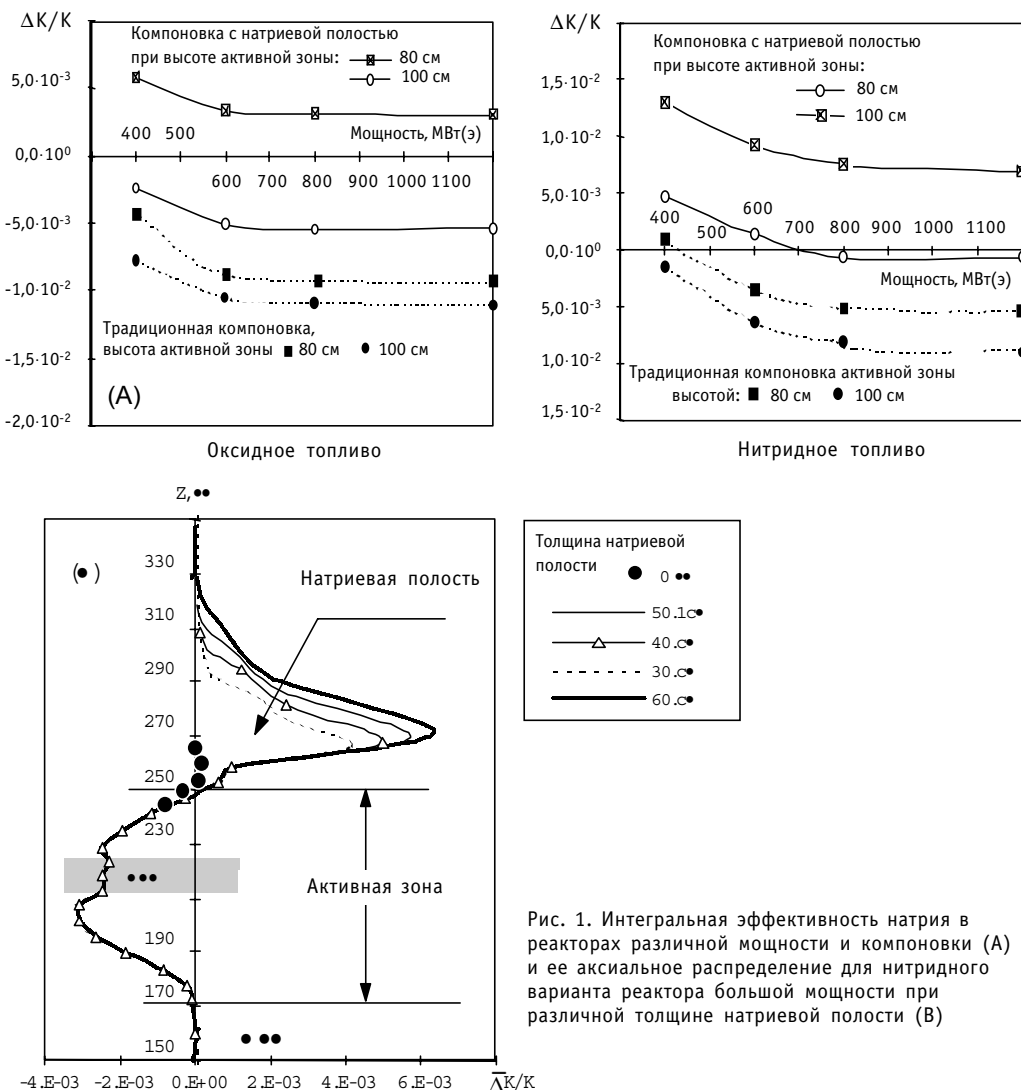 ΔK/K
Компоновка с натриевой полостью
при высоте активной зоны:
80 см
100 см
5,0·10⁻³
400 500
Мощность, МВт(э)
0,0·10⁰
600 700 800 900 1000 1100
-5,0·10⁻³
-1,0·10⁻²
Традиционная компоновка,
высота активной зоны ■ 80 см ● 100 см
-1,5·10⁻²
(А)
-2,0·10⁻²
Оксидное топливо
ΔK/K
Компоновка с натриевой полостью
при высоте активной зоны:
80 см
100 см
1,5·10⁻²
1,0·10⁻²
5,0·10⁻³
400 500 600 700 800 1000 1100
0,0·10⁰
Мощность, МВт(э)
5,0·10⁻³
1,0·10⁻²
Традиционная компоновка активной зоны
высотой: ■ 80 см ● 100 см
1,5·10⁻²
Нитридное топливо
Z, ●●
(●)
330
310
290
270
250
230
190
170
150
Натриевая полость
●●●
Активная зона
●●●
-4.E-03 -2.E-03 0.E+00 2.E-03 4.E-03 6.E-03 Δ̅K/K
Толщина натриевой
полости
0 ●●
50.1с●
40.с●
30.с●
60.с●
Рис. 1. Интегральная эффективность натрия в
реакторах различной мощности и компоновки (А)
и ее аксиальное распределение для нитридного
варианта реактора большой мощности при
различной толщине натриевой полости (В)